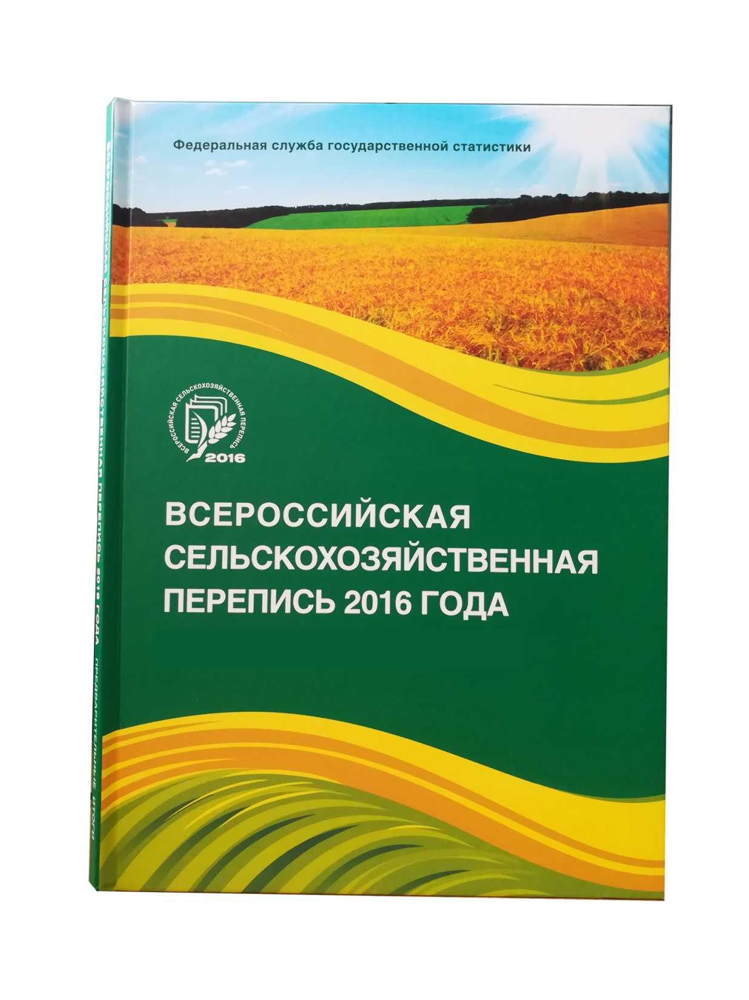 Федеральная служба государственной статистики
ВСЕРОССИЙСКАЯ СЕЛЬСКОХОЗЯЙСТВЕННАЯ ПЕРЕПИСЬ
2016
ВСЕРОССИЙСКАЯ
СЕЛЬСКОХОЗЯЙСТВЕННАЯ
ПЕРЕПИСЬ 2016 ГОДА
ВСЕРОССИЙСКАЯ СЕЛЬСКОХОЗЯЙСТВЕННАЯ ПЕРЕПИСЬ 2016 ГОДА ПРЕДВАРИТЕЛЬНЫЕ ИТОГИ